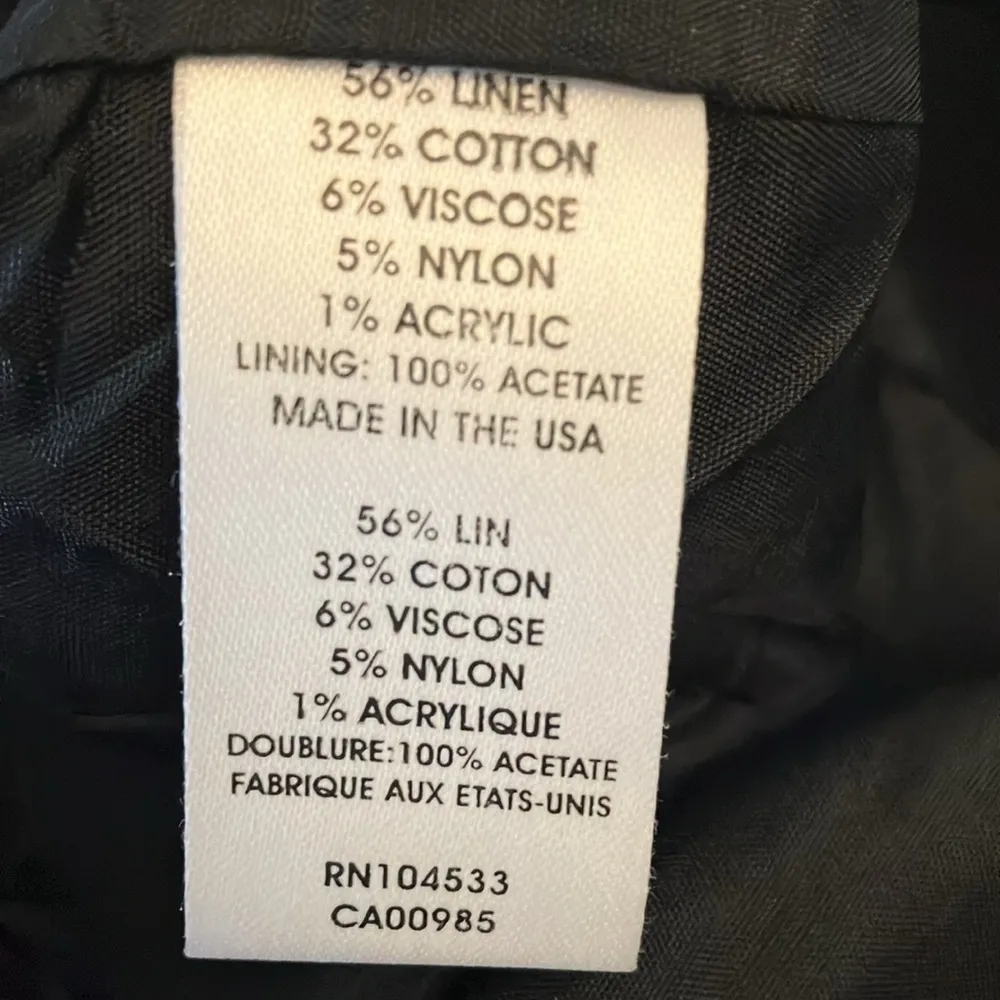 56% LINEN
32% COTTON
6% VISCOSE
5% NYLON
1% ACRYLIC
LINING: 100% ACETATE
MADE IN THE USA
56% LIN
32% COTON
6% VISCOSE
5% NYLON
1% ACRYLIQUE
DOUBLURE:100% ACETATE
FABRIQUE AUX ETATS-UNIS
RN104533
CA00985